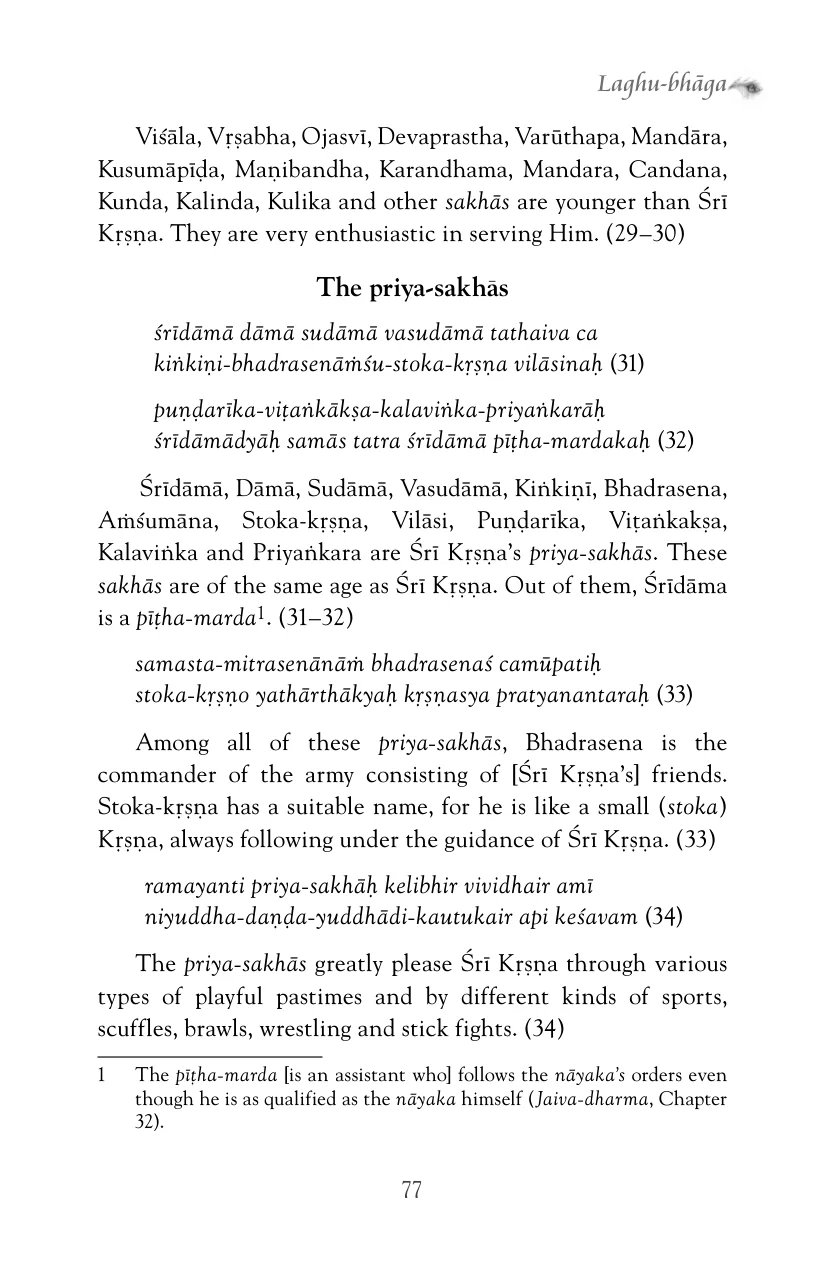 Laghu-bhāga
Viśāla, Vṛṣabha, Ojasvī, Devaprastha, Varūthapa, Mandāra,
Kusumāpīḍa, Maṇibandha, Karandhama, Mandara, Candana,
Kunda, Kalinda, Kulika and other sakhās are younger than Śrī
Kṛṣṇa. They are very enthusiastic in serving Him. (29–30)
The priya-sakhās
śrīdāmā dāmā sudāmā vasudāmā tathaiva ca
kiṅkiṇi-bhadrasenāṁśu-stoka-kṛṣṇa vilāsinaḥ (31)
puṇḍarīka-viṭaṅkākṣa-kalaviṅka-priyaṅkarāḥ
śrīdāmādyāḥ samās tatra śrīdāmā pīṭha-mardakaḥ (32)
Śrīdāmā, Dāmā, Sudāmā, Vasudāmā, Kiṅkiṇī, Bhadrasena,
Aṁśumāna, Stoka-kṛṣṇa, Vilāsi, Puṇḍarīka, Viṭaṅkakṣa,
Kalaviṅka and Priyaṅkara are Śrī Kṛṣṇa’s priya-sakhās. These
sakhās are of the same age as Śrī Kṛṣṇa. Out of them, Śrīdāma
is a pīṭha-marda1. (31–32)
samasta-mitrasenānāṁ bhadrasenaś camūpatiḥ
stoka-kṛṣṇo yathārthākyaḥ kṛṣṇasya pratyanantaraḥ (33)
Among all of these priya-sakhās, Bhadrasena is the
commander of the army consisting of [Śrī Kṛṣṇa’s] friends.
Stoka-kṛṣṇa has a suitable name, for he is like a small (stoka)
Kṛṣṇa, always following under the guidance of Śrī Kṛṣṇa. (33)
ramayanti priya-sakhāḥ kelibhir vividhair amī
niyuddha-daṇḍa-yuddhādi-kautukair api keśavam (34)
The priya-sakhās greatly please Śrī Kṛṣṇa through various
types of playful pastimes and by different kinds of sports,
scuffles, brawls, wrestling and stick fights. (34)
1 The pīṭha-marda [is an assistant who] follows the nāyaka’s orders even
though he is as qualified as the nāyaka himself (Jaiva-dharma, Chapter
32).
77